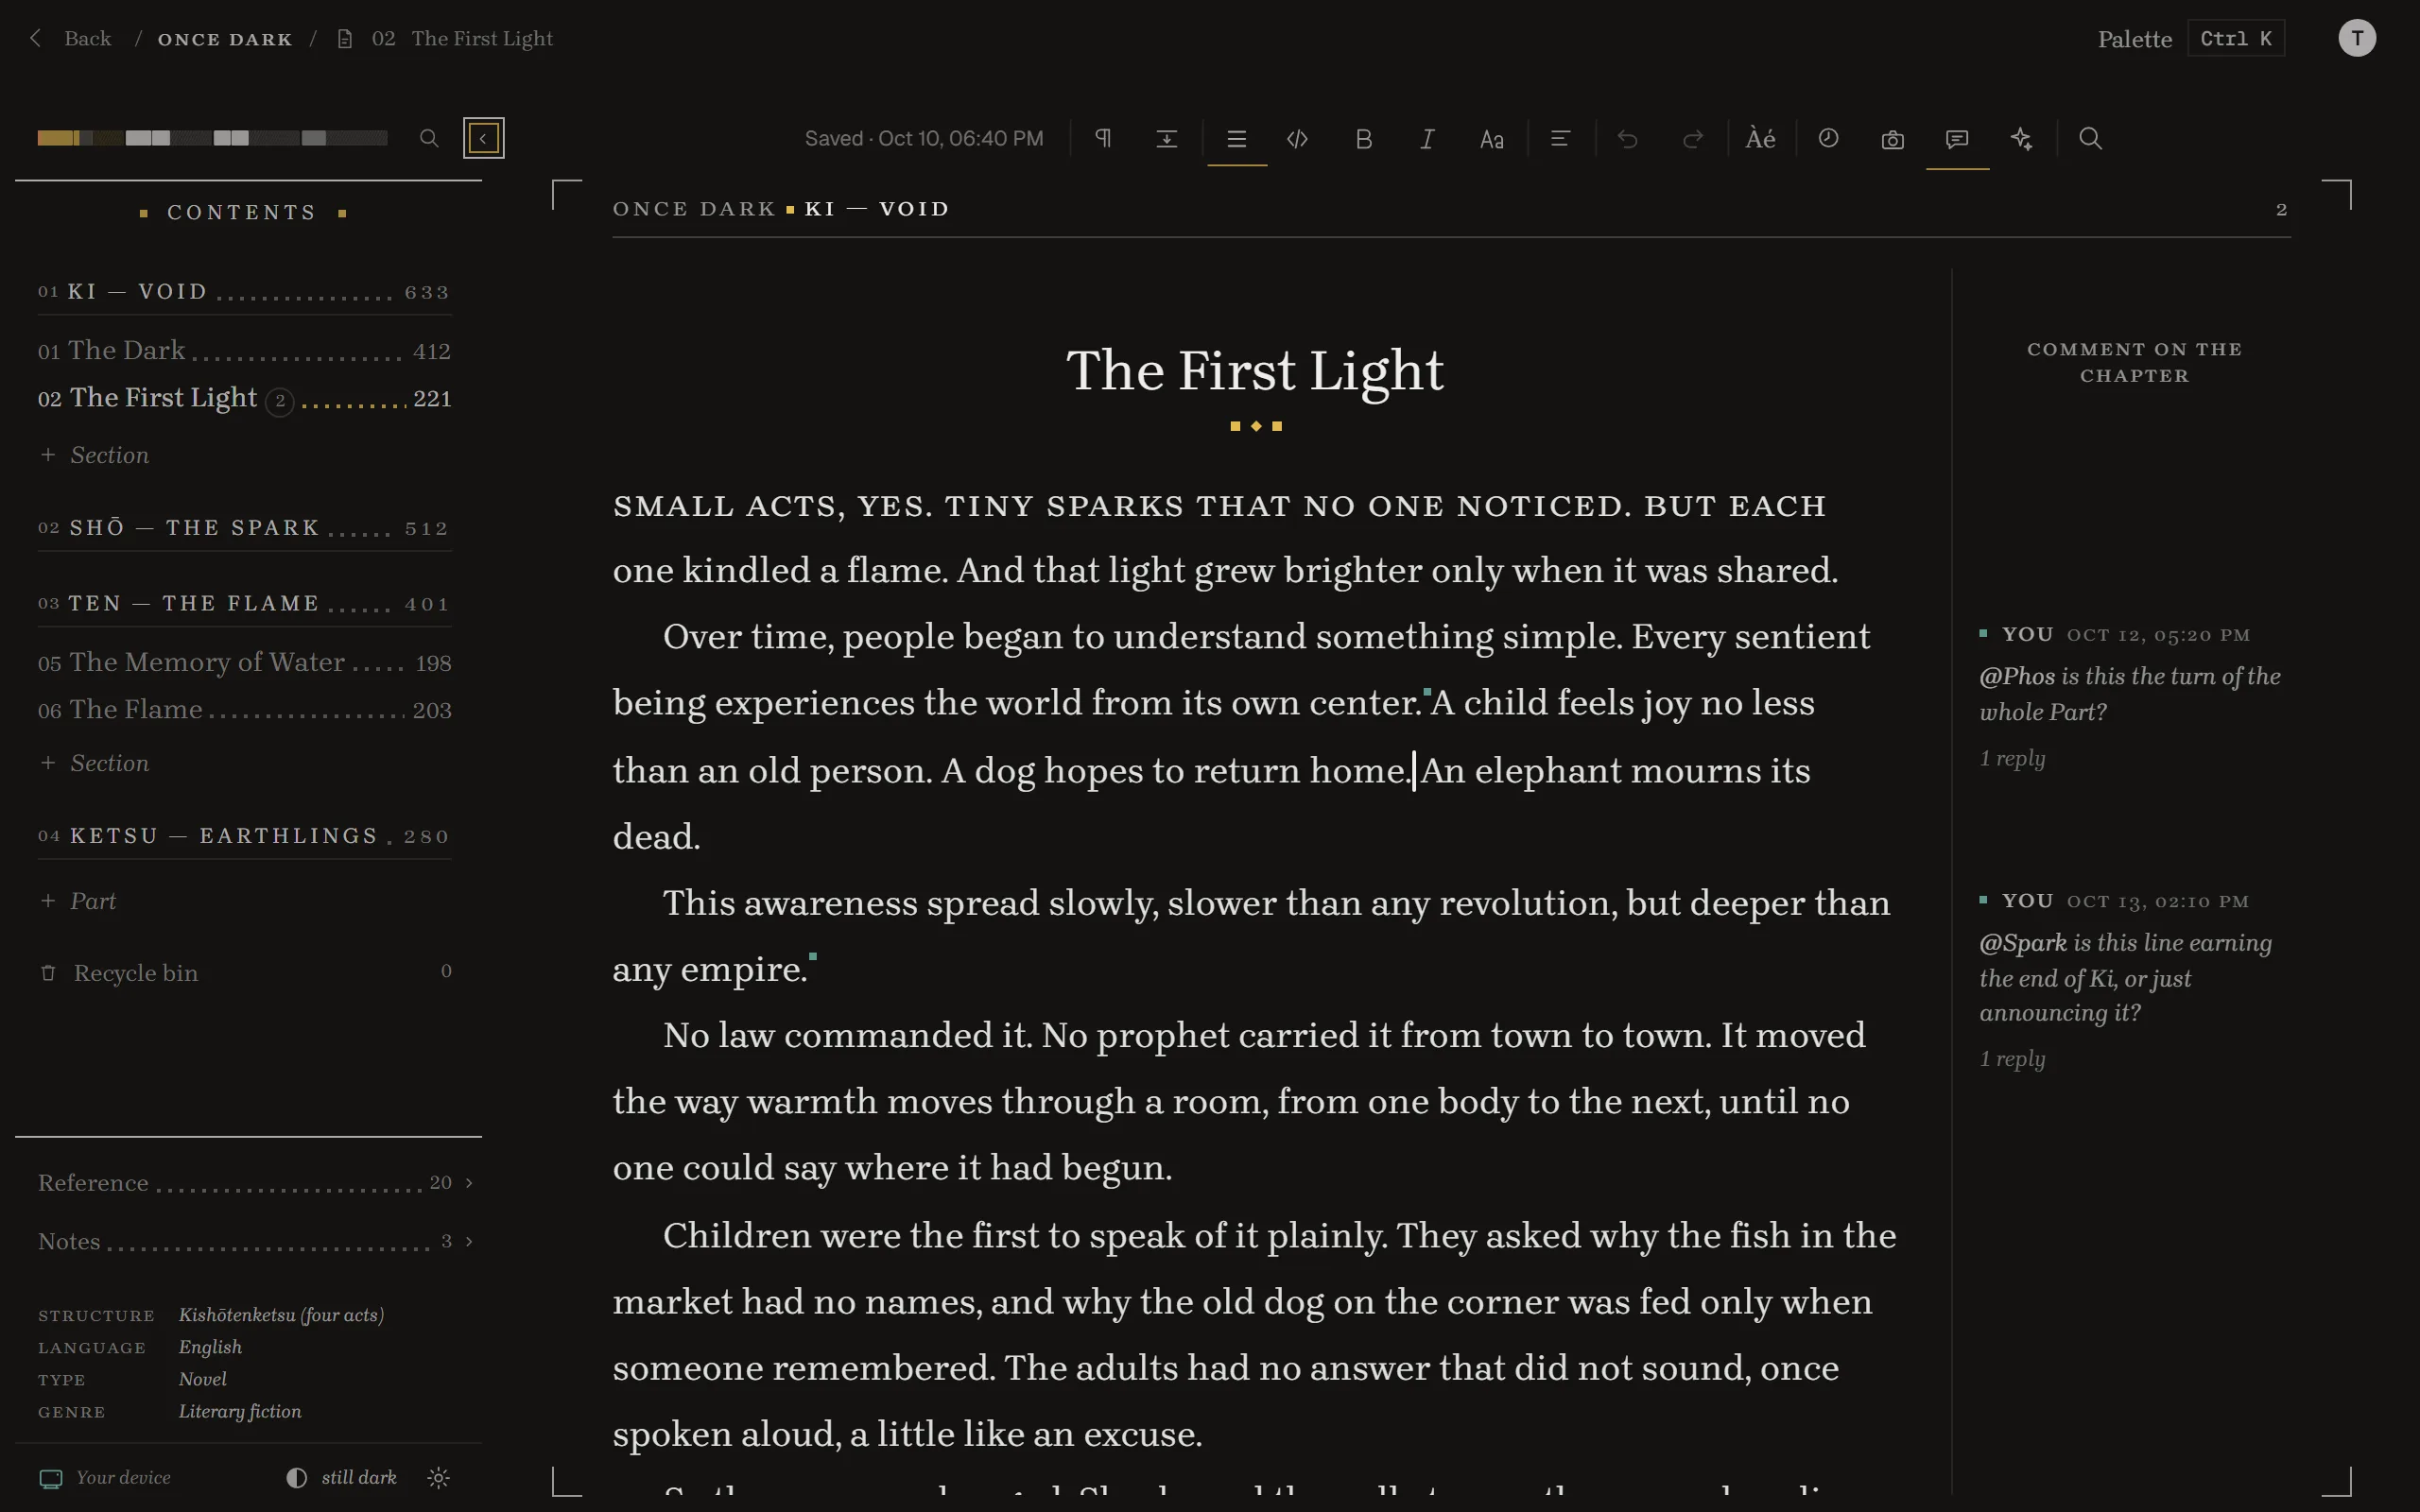 Back / ONCE DARK / 02 The First Light
Palette Ctrl K T
Saved · Oct 10, 06:40 PM
Aa Àé
CONTENTS
01 KI — VOID 633
01 The Dark 412
02 The First Light 2 221
+ Section
02 SHŌ — THE SPARK 512
03 TEN — THE FLAME 401
05 The Memory of Water 198
06 The Flame 203
+ Section
04 KETSU — EARTHLINGS 280
+ Part
Recycle bin 0
Reference 20
Notes 3
STRUCTURE Kishōtenketsu (four acts)
LANGUAGE English
TYPE Novel
GENRE Literary fiction
Your device still dark
ONCE DARK KI — VOID 2
The First Light
SMALL ACTS, YES. TINY SPARKS THAT NO ONE NOTICED. BUT EACH
one kindled a flame. And that light grew brighter only when it was shared.
Over time, people began to understand something simple. Every sentient
being experiences the world from its own center. A child feels joy no less
than an old person. A dog hopes to return home. An elephant mourns its
dead.
This awareness spread slowly, slower than any revolution, but deeper than
any empire.
No law commanded it. No prophet carried it from town to town. It moved
the way warmth moves through a room, from one body to the next, until no
one could say where it had begun.
Children were the first to speak of it plainly. They asked why the fish in the
market had no names, and why the old dog on the corner was fed only when
someone remembered. The adults had no answer that did not sound, once
spoken aloud, a little like an excuse.
COMMENT ON THE
CHAPTER
YOU OCT 12, 05:20 PM
@Phos is this the turn of the
whole Part?
1 reply
YOU OCT 13, 02:10 PM
@Spark is this line earning
the end of Ki, or just
announcing it?
1 reply